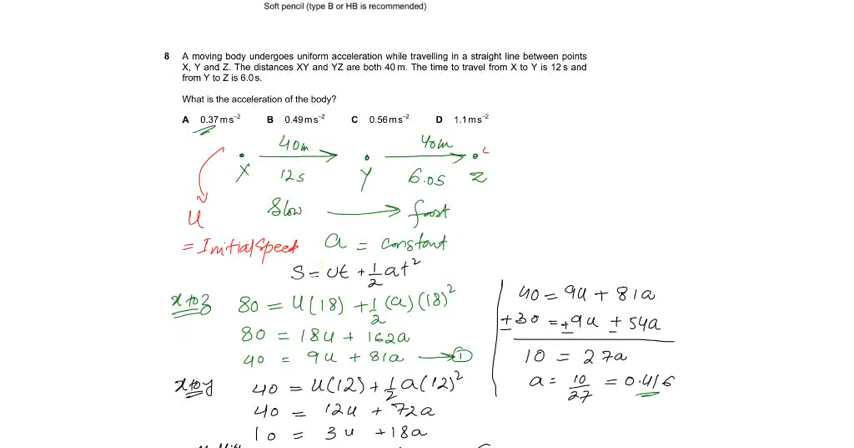 Soft pencil (type B or HB is recommended)
8 A moving body undergoes uniform acceleration while travelling in a straight line between points
X, Y and Z. The distances XY and YZ are both 40 m. The time to travel from X to Y is 12 s and
from Y to Z is 6.0 s.
What is the acceleration of the body?
A 0.37 m s⁻² B 0.49 m s⁻² C 0.56 m s⁻² D 1.1 m s⁻²
40m 40m
X 12s Y 6.0s Z
u Slow → fast
= Initial Speed a = constant
S = ut + 1/2 at²
x to z 80 = u(18) + 1/2 (a)(18)²
80 = 18u + 162a
40 = 9u + 81a → ①
x to y 40 = u(12) + 1/2 a(12)²
40 = 12u + 72a
10 = 3u + 18a
40 = 9u + 81a
± 30 = ± 9u ± 54a
10 = 27a
a = 10/27 = 0.416